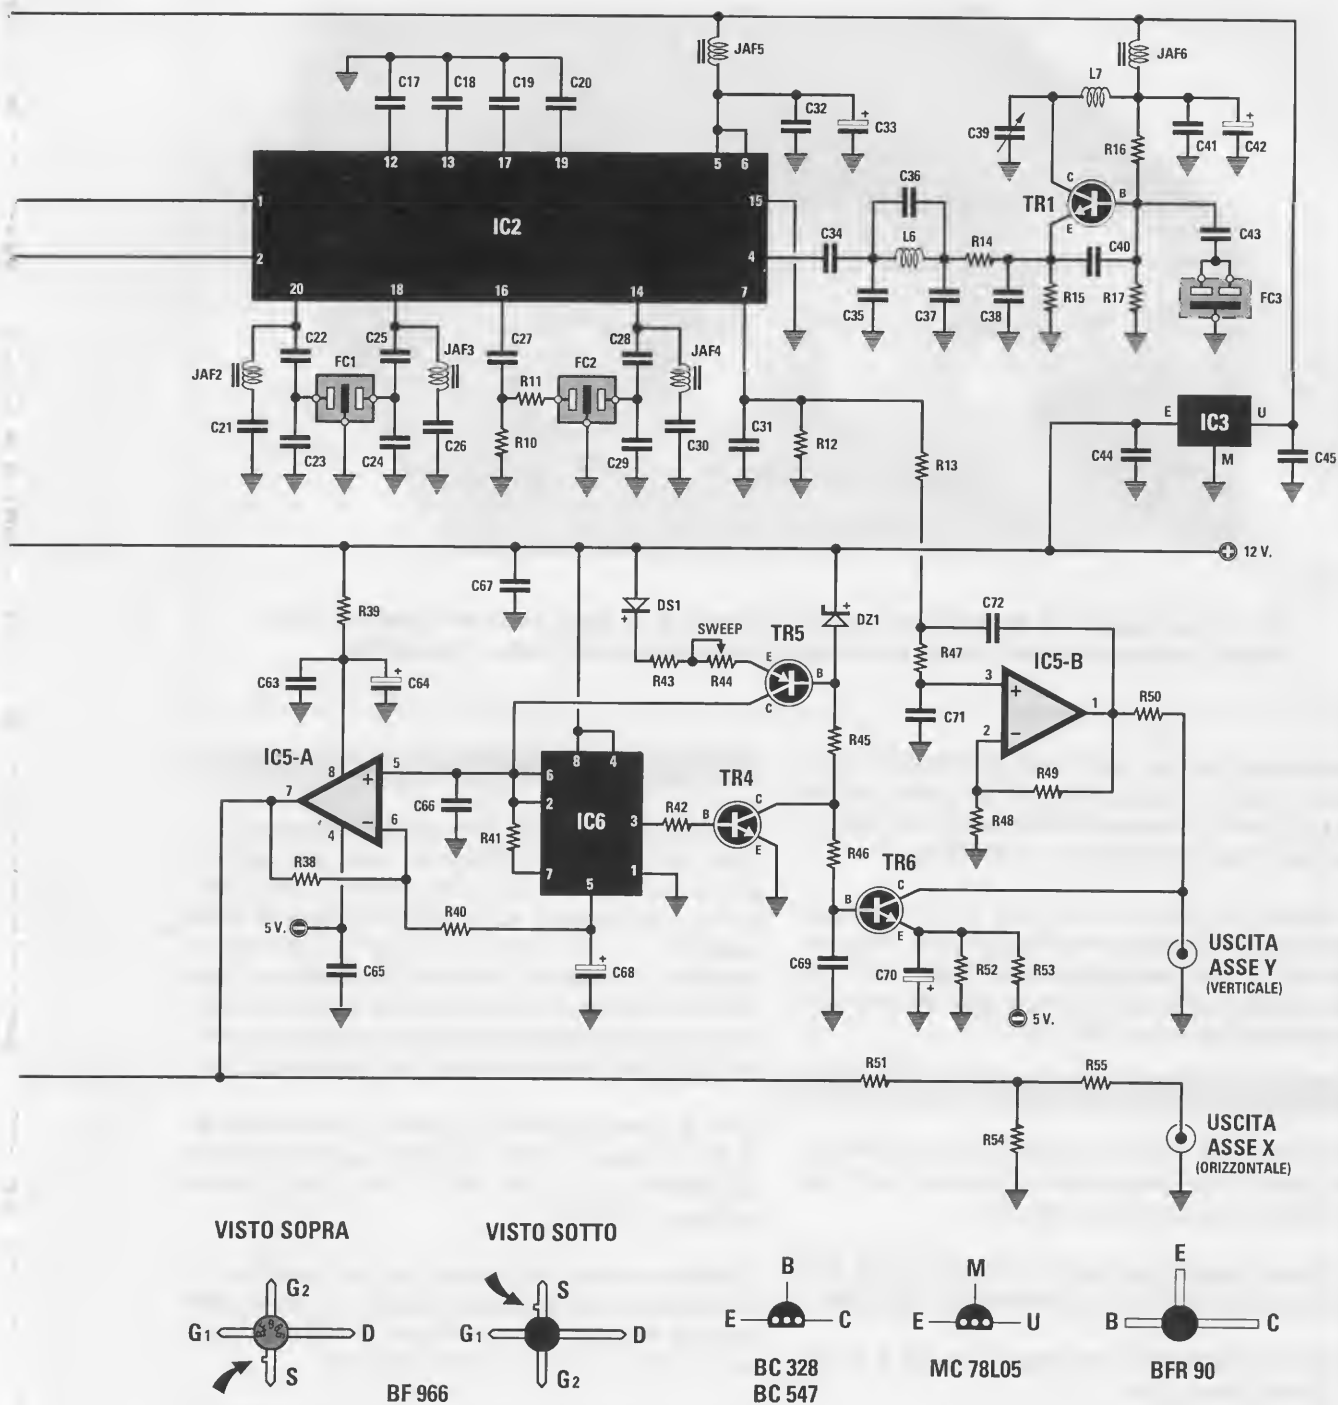 JAF5
JAF6
C17
C18
C19
C20
L7
C32
C33
C39
C41
C42
R16
12
13
17
19
5
6
C
B
E
TR1
C36
1
15
IC2
C34
L6
R14
C40
C43
2
4
20
18
16
14
7
C35
C37
C38
R15
R17
FC3
C22
C25
C27
C28
JAF2
FC1
JAF3
FC2
JAF4
R11
E
U
IC3
M
C21
C23
C24
C26
R10
C29
C30
C31
R12
R13
C44
C45
12 V.
C67
R39
DS1
+
DZ1
+
C72
SWEEP
TR5
R47
IC5-B
C63
+
C64
R43
R44
E
B
C
3
+
1
R50
C71
2
−
IC5-A
8
5
+
7
4
−
6
C66
R45
R49
8
4
6
2
IC6
3
7
1
5
R41
R42
TR4
B
C
E
R48
R46
TR6
B
C
E
R38
R40
5 V.
C65
+
C68
C69
C70
+
R52
R53
5 V.
USCITA
ASSE Y
(VERTICALE)
R51
R55
R54
USCITA
ASSE X
(ORIZZONTALE)
VISTO SOPRA
VISTO SOTTO
G2
G1
D
S
BF 966
S
G1
D
G2
B
E
C
BC 328
BC 547
M
E
U
MC 78L05
E
B
C
BFR 90